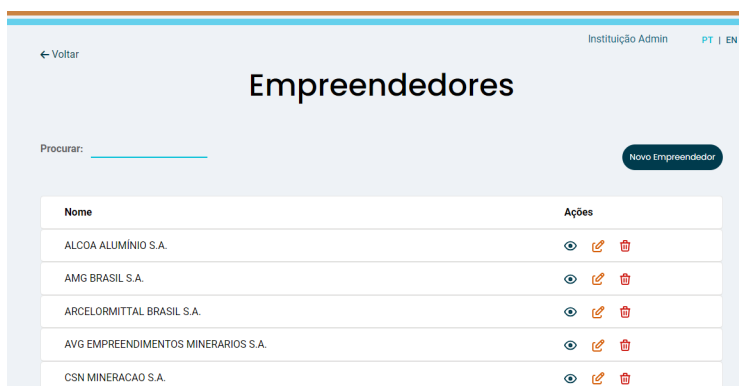 Instituição Admin PT | EN
← Voltar
Empreendedores
Procurar:
Novo Empreendedor
Nome Ações
ALCOA ALUMÍNIO S.A.
AMG BRASIL S.A.
ARCELORMITTAL BRASIL S.A.
AVG EMPREENDIMENTOS MINERARIOS S.A.
CSN MINERACAO S.A.